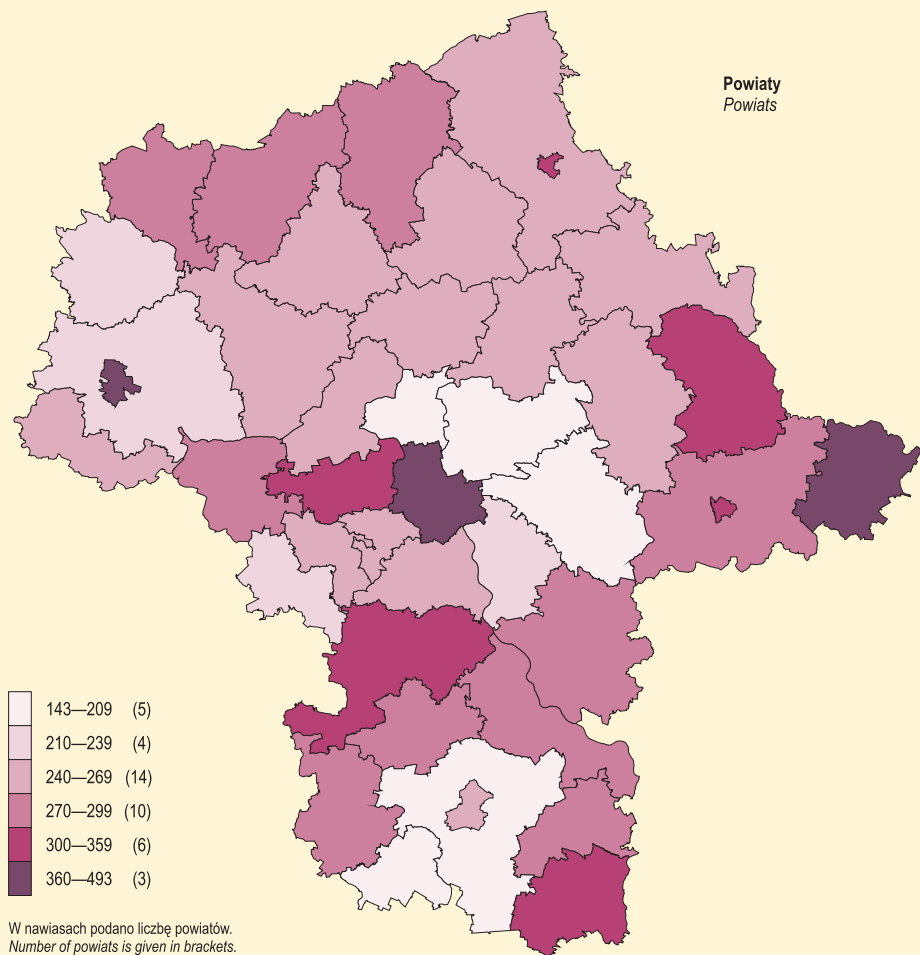 Powiaty
Powiats
143—209 (5)
210—239 (4)
240—269 (14)
270—299 (10)
300—359 (6)
360—493 (3)
W nawiasach podano liczbę powiatów.
Number of powiats is given in brackets.